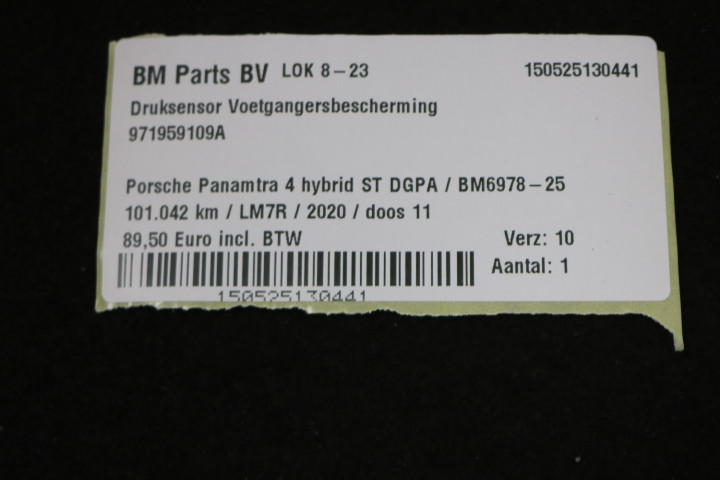 BM Parts BV LOK 8-23 150525130441
Druksensor Voetgangersbescherming
971959109A
Porsche Panamtra 4 hybrid ST DGPA / BM6978-25
101.042 km / LM7R / 2020 / doos 11
89,50 Euro incl. BTW Verz: 10
Aantal: 1
150525130441